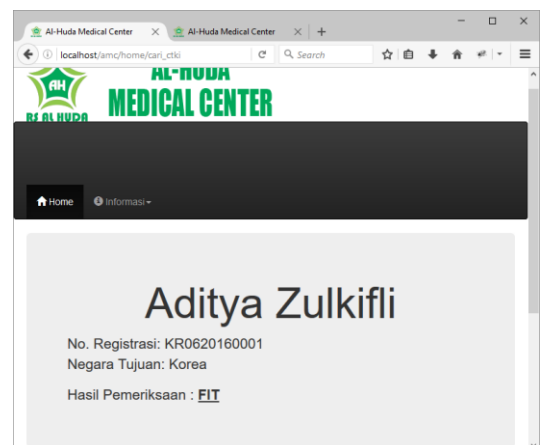 Al-Huda Medical Center
Al-Huda Medical Center
localhost/amc/home/cari_ctki
Search
AH
RS AL HUDA
AL-HUDA
MEDICAL CENTER
Home
Informasi
Aditya Zulkifli
No. Registrasi: KR0620160001
Negara Tujuan: Korea
Hasil Pemeriksaan : FIT